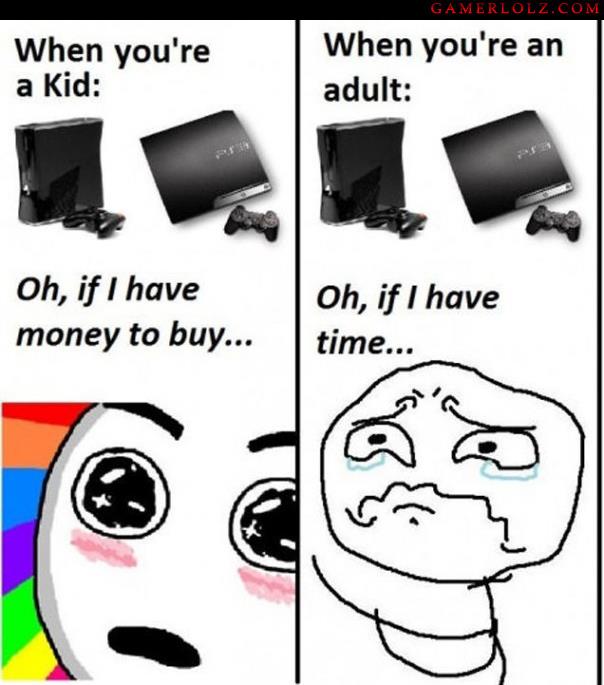 GAMERLOLZ.COM
When you're
a Kid:
PS3
Oh, if I have
money to buy...
When you're an
adult:
PS3
Oh, if I have
time...